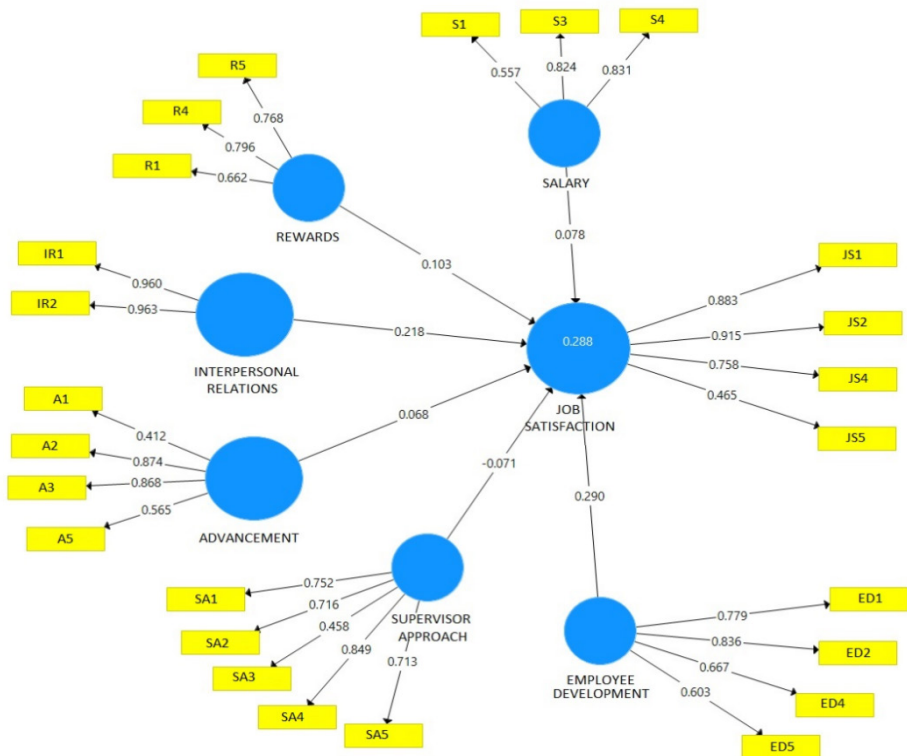 S1
S3
S4
0.557
0.824
0.831
SALARY
0.078
R5
R4
R1
0.768
0.796
0.662
REWARDS
0.103
IR1
IR2
0.960
0.963
INTERPERSONAL
RELATIONS
0.218
A1
A2
A3
A5
0.412
0.874
0.868
0.565
ADVANCEMENT
0.068
SA1
SA2
SA3
SA4
SA5
0.752
0.716
0.458
0.849
0.713
SUPERVISOR
APPROACH
-0.071
0.288
JOB
SATISFACTION
0.883
0.915
0.758
0.465
JS1
JS2
JS4
JS5
0.290
EMPLOYEE
DEVELOPMENT
0.779
0.836
0.667
0.603
ED1
ED2
ED4
ED5